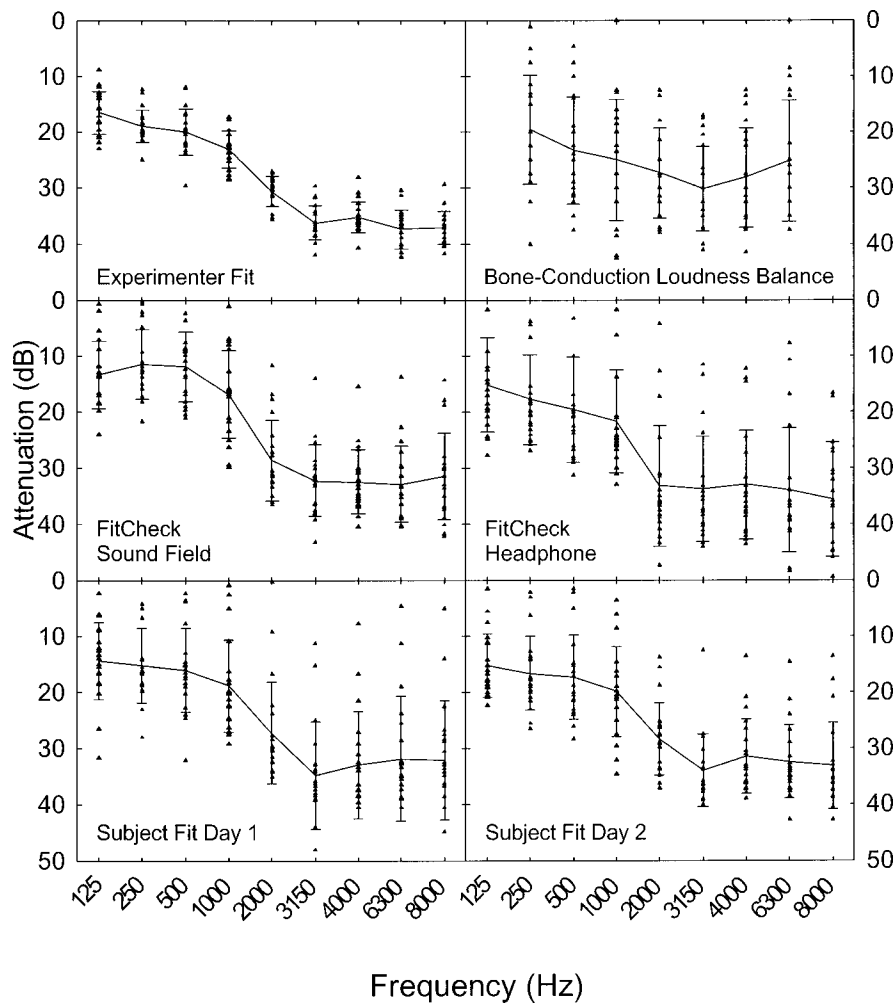 0 0
10 10
20 20
30 30
40 40
Experimenter Fit Bone-Conduction Loudness Balance
0 0
10 10
20 20
30 30
40 40
Attenuation (dB)
FitCheck FitCheck
Sound Field Headphone
0 0
10 10
20 20
30 30
40 40
Subject Fit Day 1 Subject Fit Day 2
50 50
125 250 500 1000 2000 3150 4000 6300 8000 125 250 500 1000 2000 3150 4000 6300 8000
Frequency (Hz)